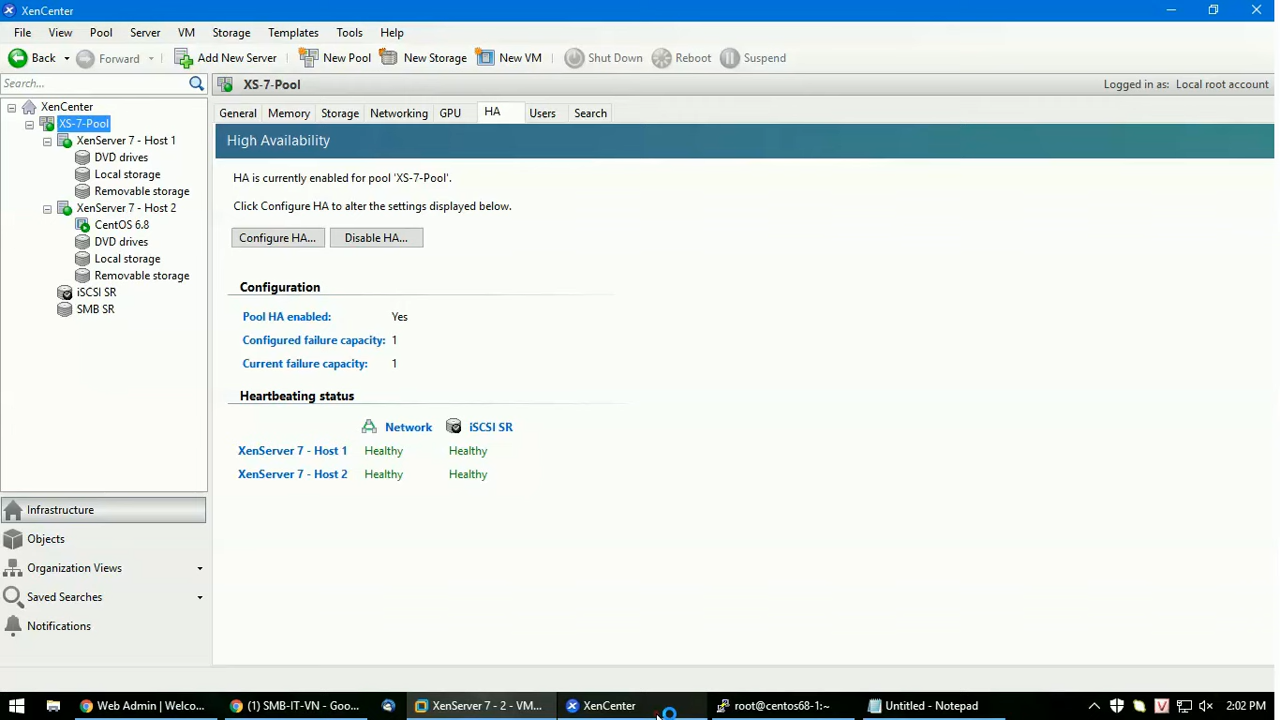 XenCenter
File View Pool Server VM Storage Templates Tools Help
Back Forward Add New Server New Pool New Storage New VM Shut Down Reboot Suspend
Search...
XS-7-Pool
Logged in as: Local root account
XenCenter
XS-7-Pool
XenServer 7 - Host 1
DVD drives
Local storage
Removable storage
XenServer 7 - Host 2
CentOS 6.8
DVD drives
Local storage
Removable storage
iSCSI SR
SMB SR
General Memory Storage Networking GPU HA Users Search
High Availability
HA is currently enabled for pool 'XS-7-Pool'.
Click Configure HA to alter the settings displayed below.
Configure HA... Disable HA...
Configuration
Pool HA enabled: Yes
Configured failure capacity: 1
Current failure capacity: 1
Heartbeating status
Network iSCSI SR
XenServer 7 - Host 1 Healthy Healthy
XenServer 7 - Host 2 Healthy Healthy
Infrastructure
Objects
Organization Views
Saved Searches
Notifications
Web Admin | Welco... (1) SMB-IT-VN - Goo... XenServer 7 - 2 - VM... XenCenter root@centos68-1:~ Untitled - Notepad V 2:02 PM